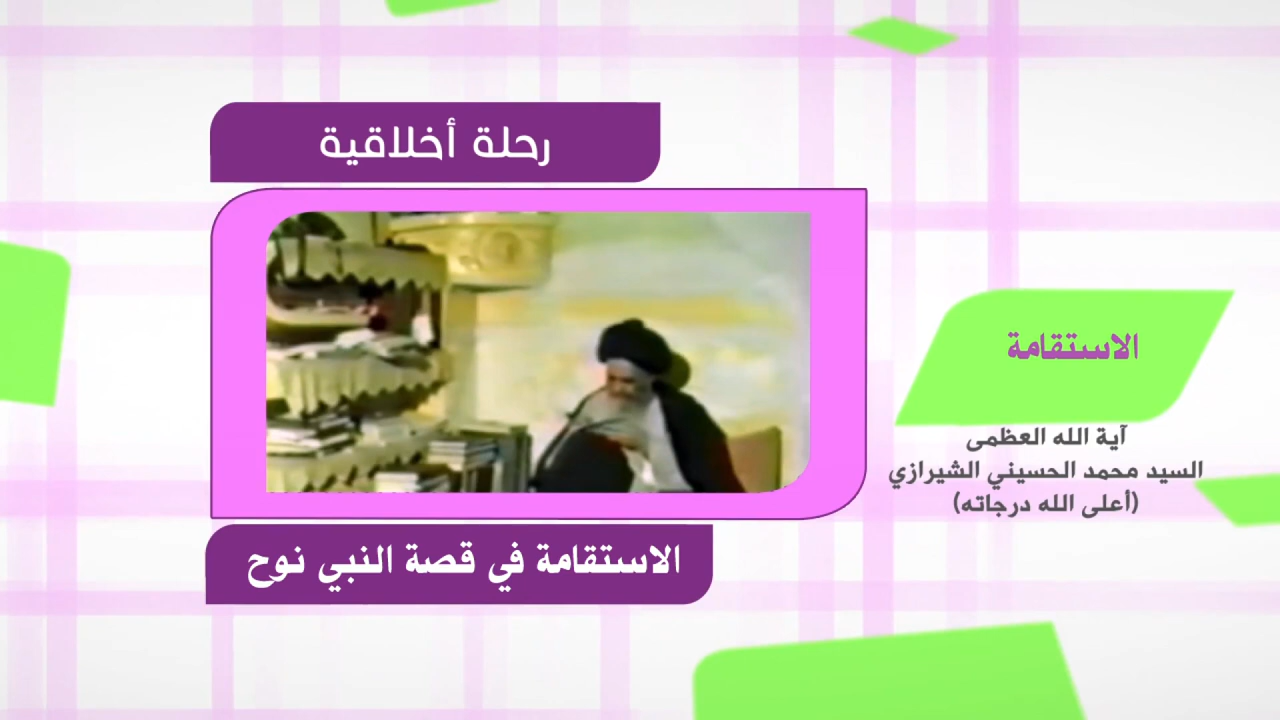 رحلة أخلاقية
الاستقامة
آية الله العظمى
السيد محمد الحسيني الشيرازي
(أعلى الله درجاته)
الاستقامة في قصة النبي نوح